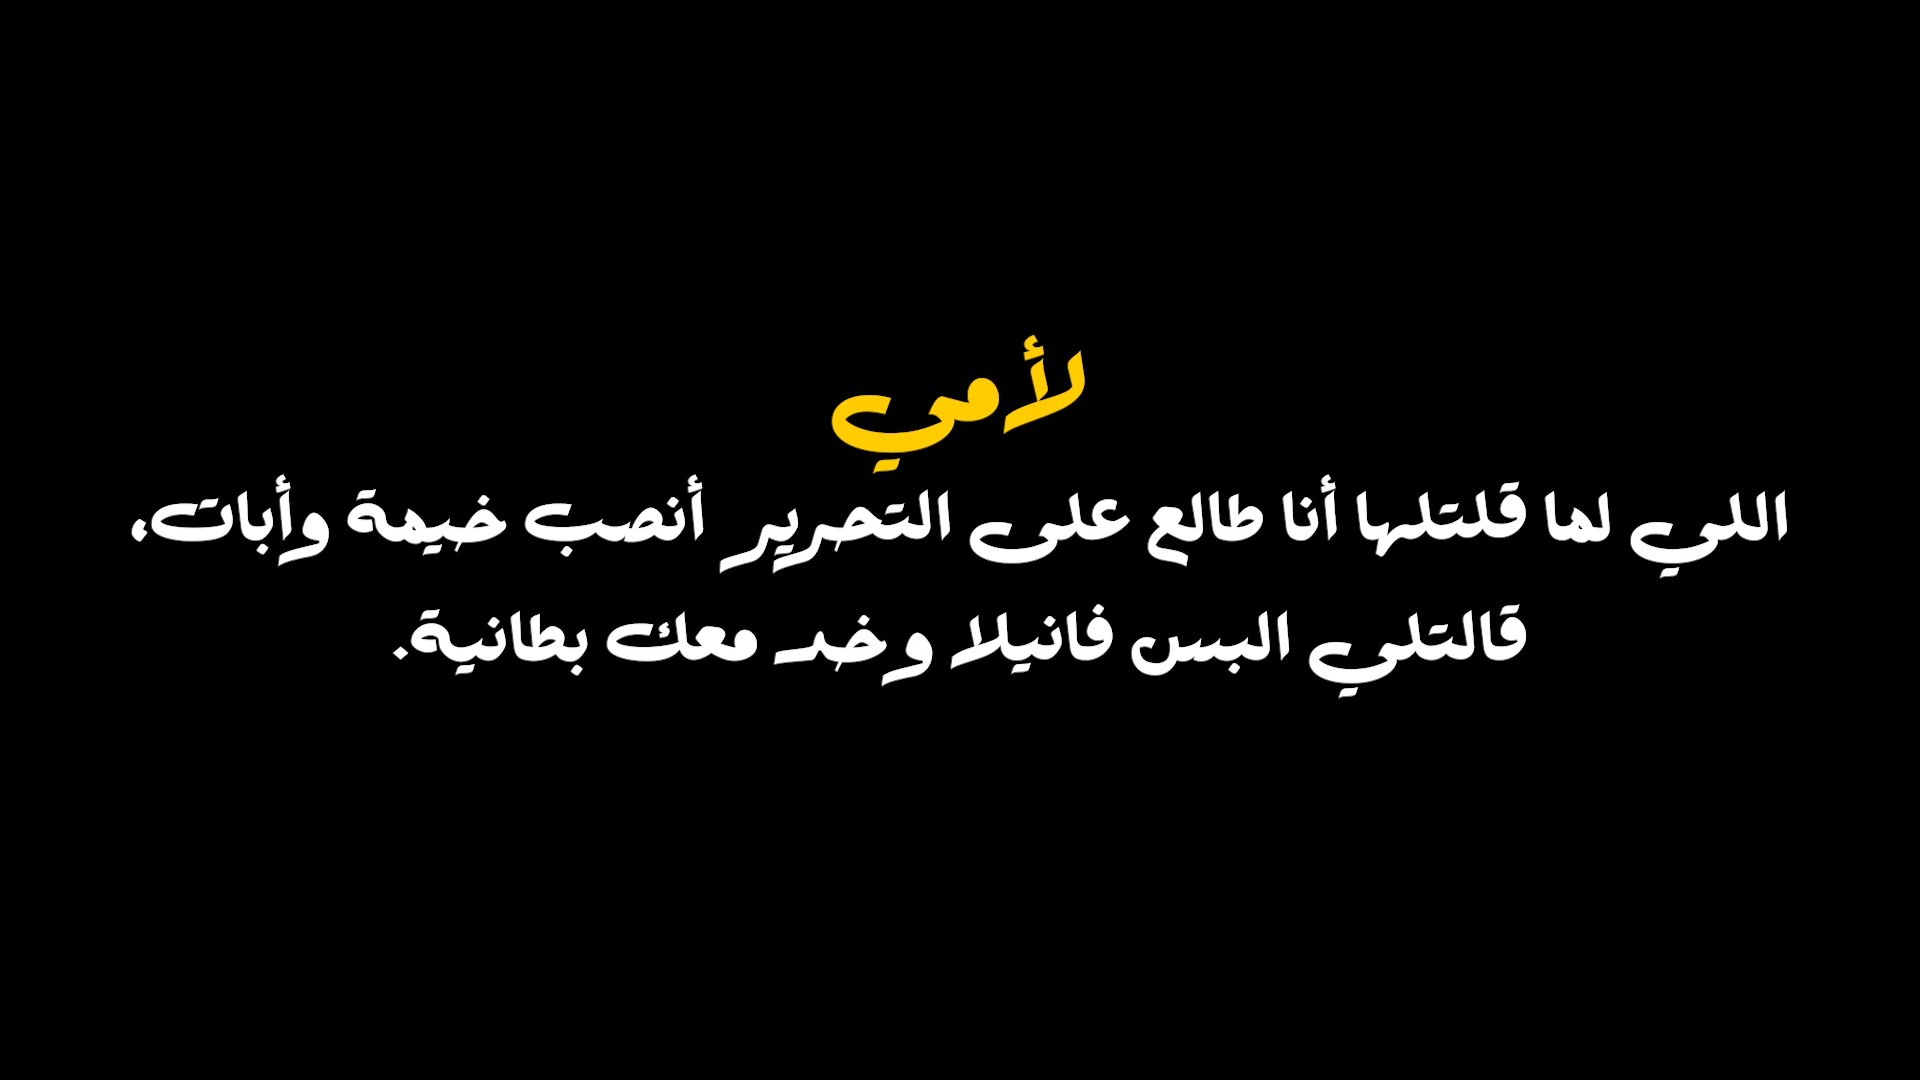 لأمي
اللي لما قلتلها أنا طالع على التحرير أنصب خيمة وأبات،
قالتلي البس فانيلا وخد معك بطانية.